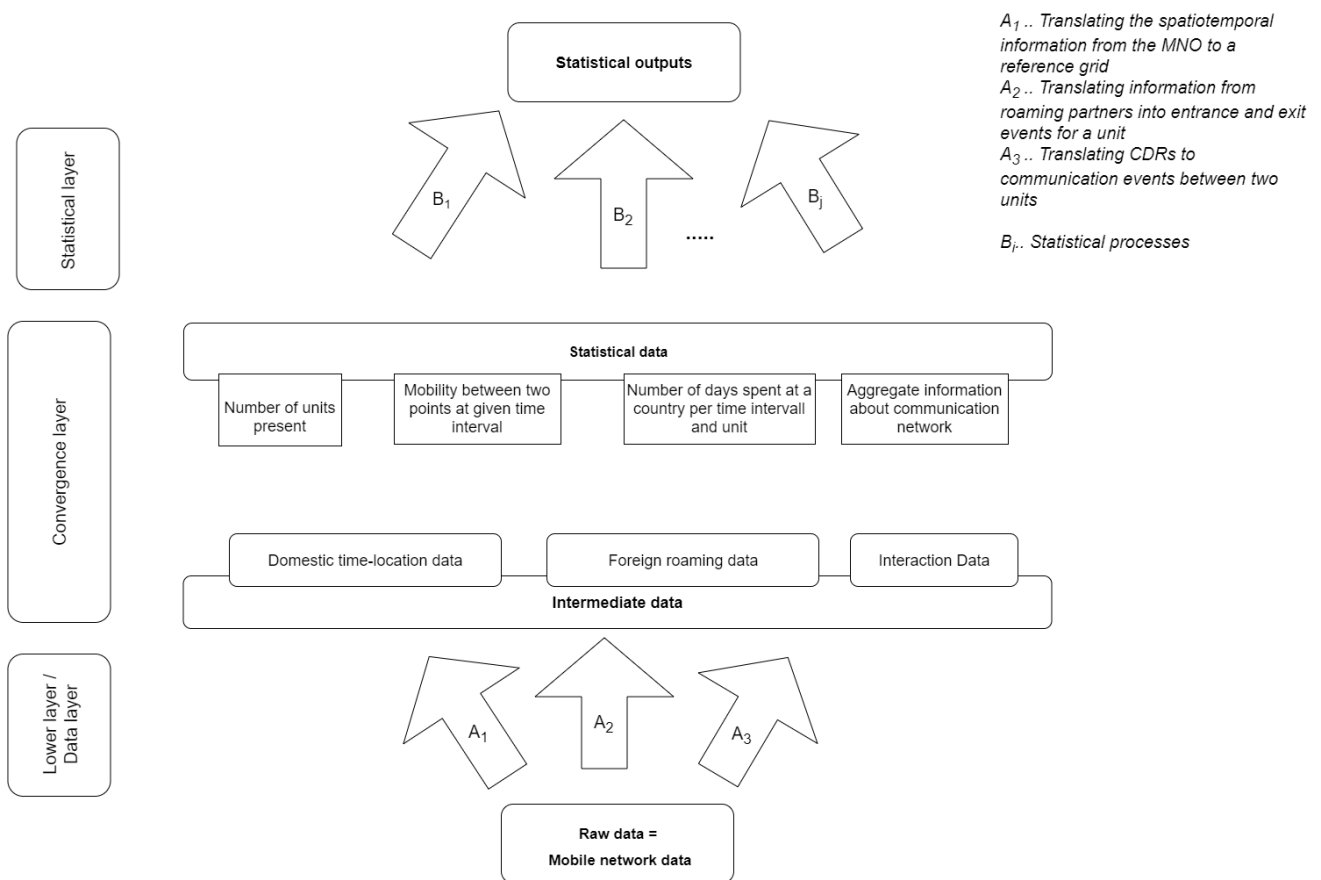 Statistical outputs
A1 .. Translating the spatiotemporal
information from the MNO to a
reference grid
A2 .. Translating information from
roaming partners into entrance and exit
events for a unit
A3 .. Translating CDRs to
communication events between two
units
Bj.. Statistical processes
Statistical layer
B1
B2
.....
Bj
Convergence layer
Statistical data
Number of units
present
Mobility between two
points at given time
interval
Number of days spent at a
country per time intervall
and unit
Aggregate information
about communication
network
Domestic time-location data
Foreign roaming data
Interaction Data
Intermediate data
Lower layer /
Data layer
A1
A2
A3
Raw data =
Mobile network data